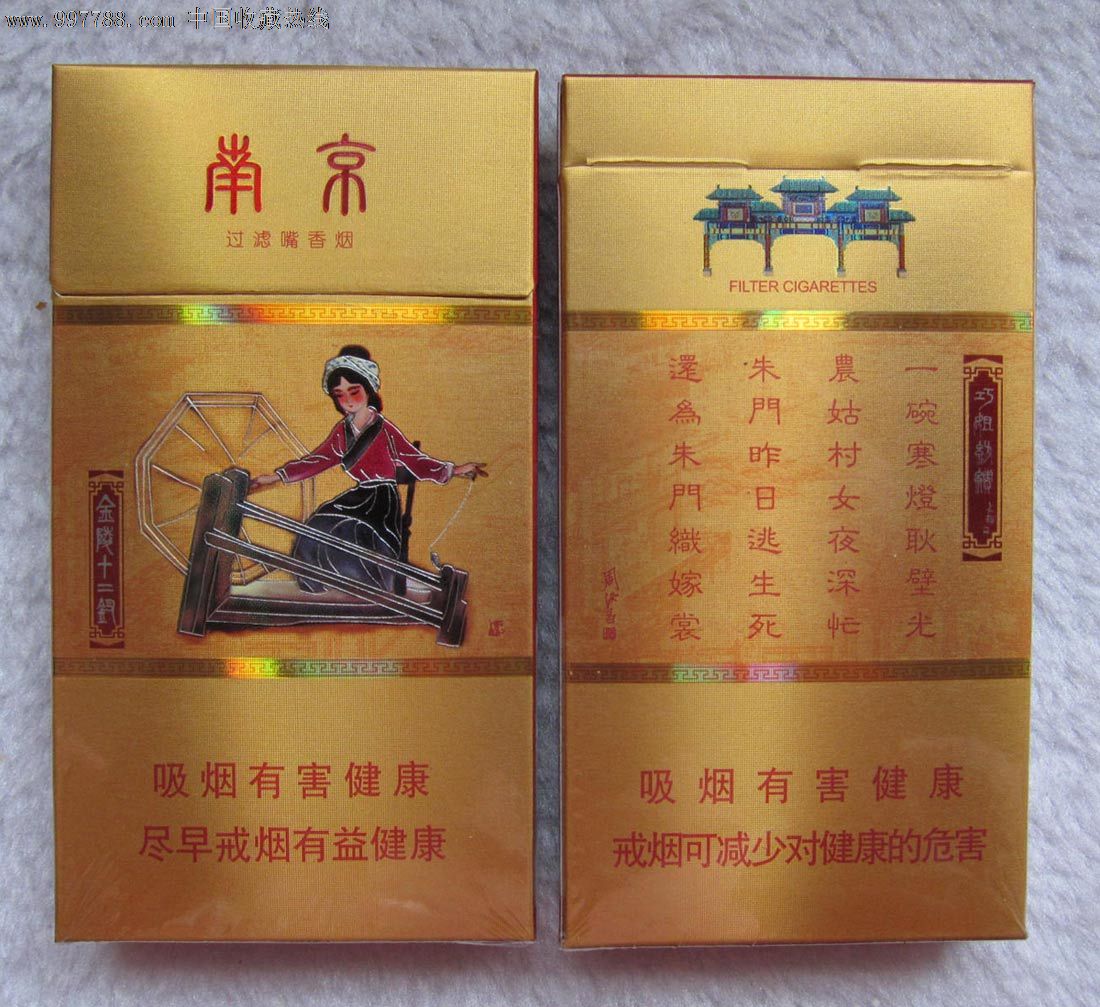 www.997788.com 中国收藏热线
南京
过滤嘴香烟
金陵十二釵
吸烟有害健康
尽早戒烟有益健康
FILTER CIGARETTES
巧姐紡績
一碗寒燈耿壁光
農姑村女夜深忙
朱門昨日逃生死
還為朱門織嫁裳
吸烟有害健康
戒烟可减少对健康的危害